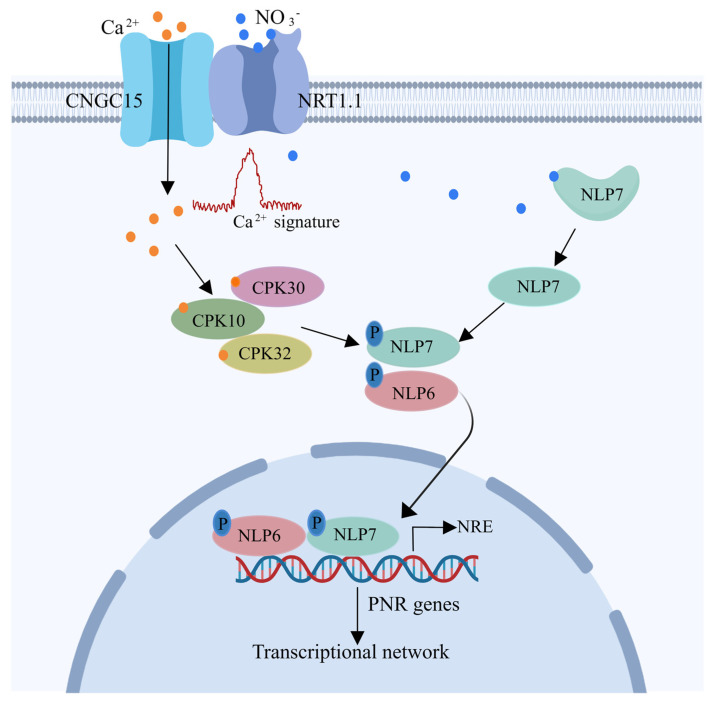 Ca²⁺
NO₃⁻
CNGC15
NRT1.1
Ca²⁺ signature
NLP7
NLP7
CPK30
CPK10
CPK32
P
NLP7
P
NLP6
P
NLP6
P
NLP7
NRE
PNR genes
Transcriptional network